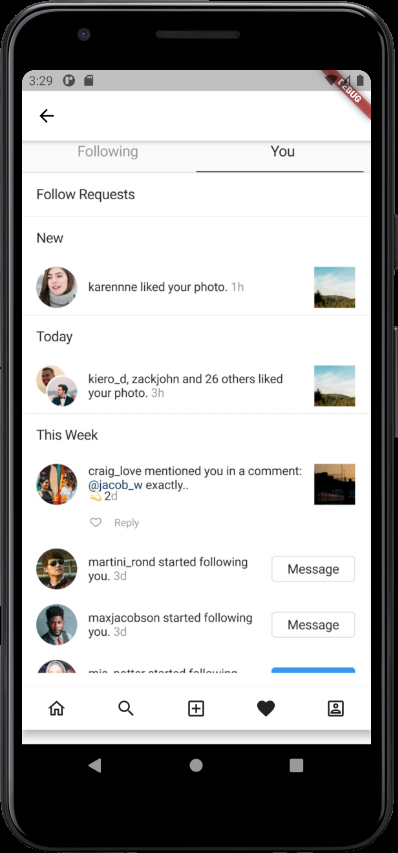 3:29
DEBUG
Following
You
Follow Requests
New
karennne liked your photo. 1h
Today
kiero_d, zackjohn and 26 others liked
your photo. 3h
This Week
craig_love mentioned you in a comment:
@jacob_w exactly..
2d
Reply
martini_rond started following
you. 3d
Message
maxjacobson started following
you. 3d
Message
started following